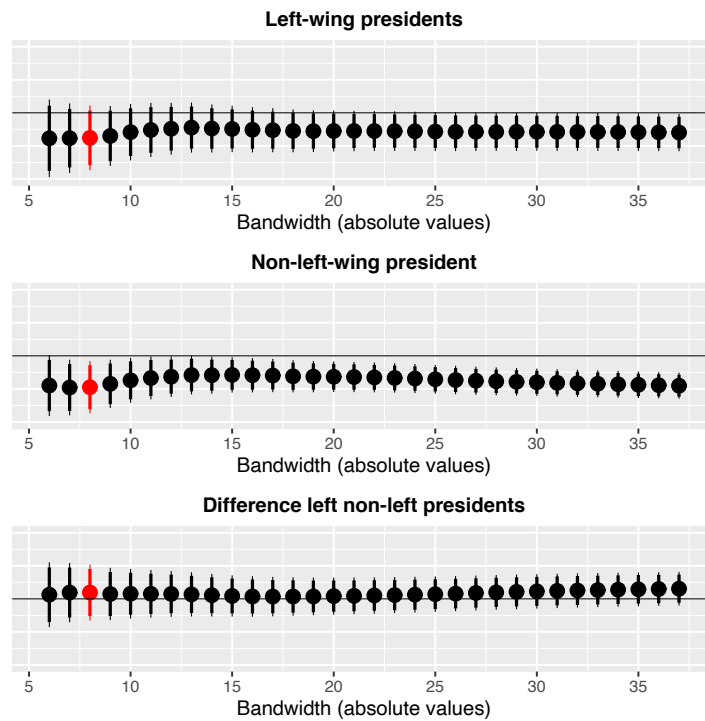 Left-wing presidents
5 10 15 20 25 30 35
Bandwidth (absolute values)
Non-left-wing president
5 10 15 20 25 30 35
Bandwidth (absolute values)
Difference left non-left presidents
5 10 15 20 25 30 35
Bandwidth (absolute values)